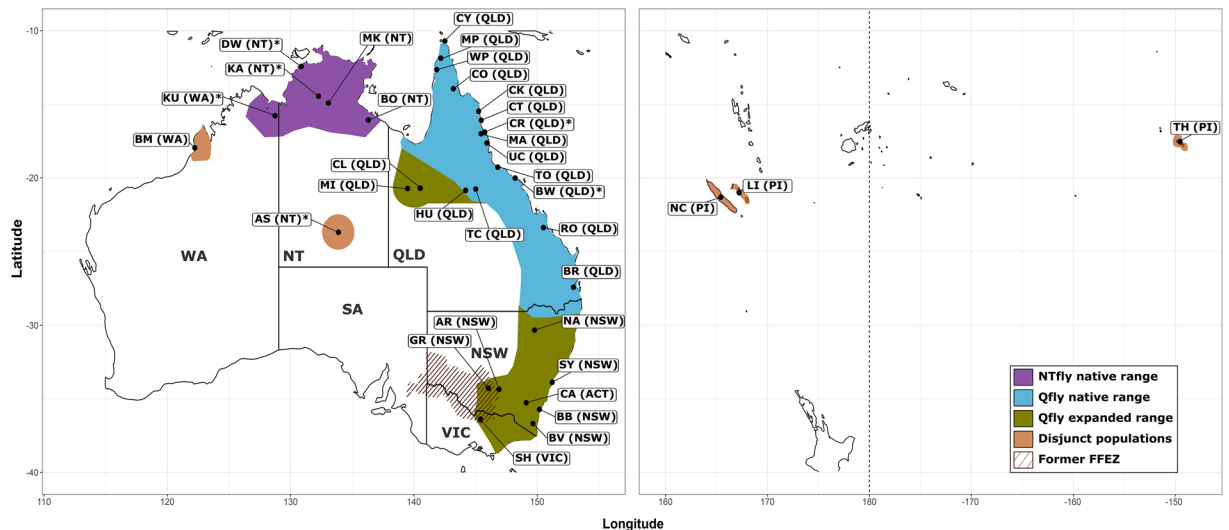 CY (QLD)
MP (QLD)
WP (QLD)
CO (QLD)
CK (QLD)
CT (QLD)
CR (QLD)*
MA (QLD)
UC (QLD)
TO (QLD)
BW (QLD)*
RO (QLD)
BR (QLD)
NA (NSW)
SY (NSW)
CA (ACT)
BB (NSW)
BV (NSW)
SH (VIC)
MK (NT)
DW (NT)*
KA (NT)*
KU (WA)*
BO (NT)
BM (WA)
CL (QLD)
MI (QLD)
HU (QLD)
TC (QLD)
AS (NT)*
AR (NSW)
GR (NSW)
WA
NT
QLD
SA
NSW
VIC
-10
-20
-30
-40
Latitude
110
120
130
140
150
TH (PI)
LI (PI)
NC (PI)
NTfly native range
Qfly native range
Qfly expanded range
Disjunct populations
Former FFEZ
160
170
180
-170
-160
-150
Longitude